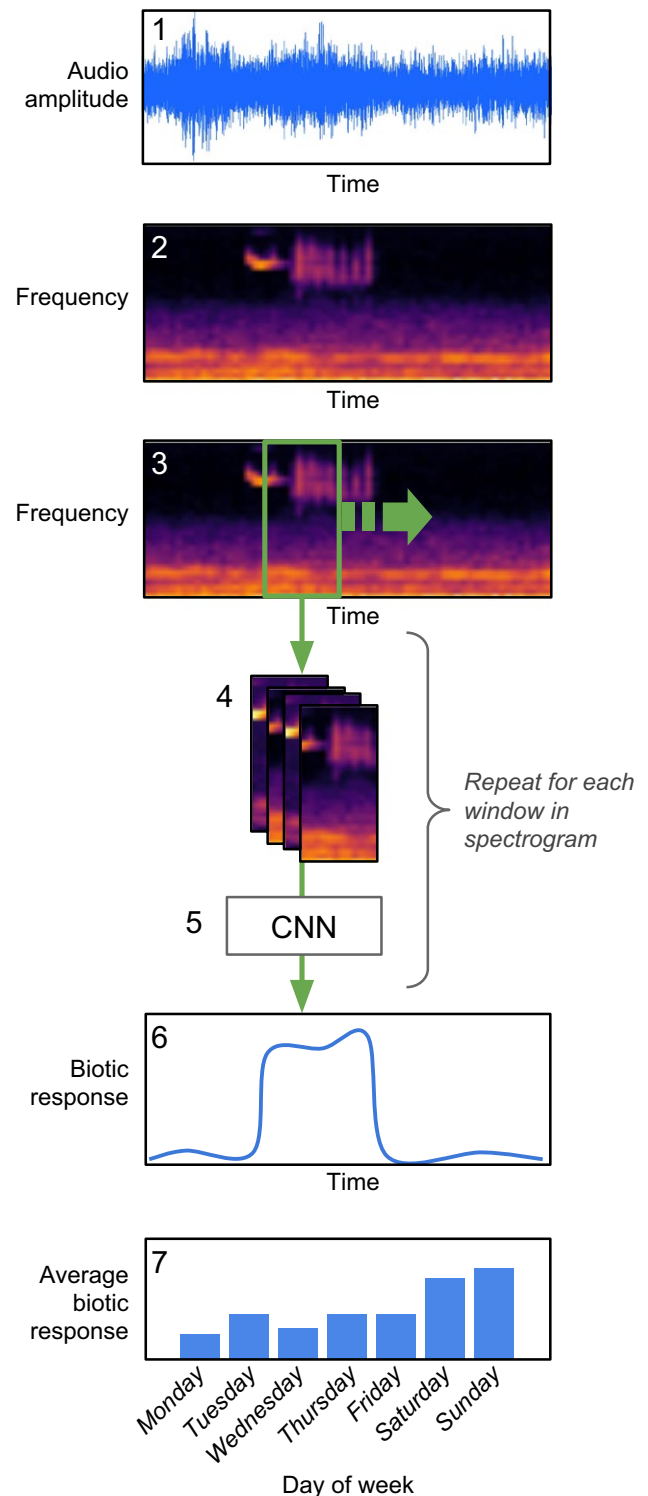 1
Audio
amplitude
Time
2
Frequency
Time
3
Frequency
Time
4
Repeat for each
window in
spectrogram
5
CNN
6
Biotic
response
Time
7
Average
biotic
response
Monday
Tuesday
Wednesday
Thursday
Friday
Saturday
Sunday
Day of week